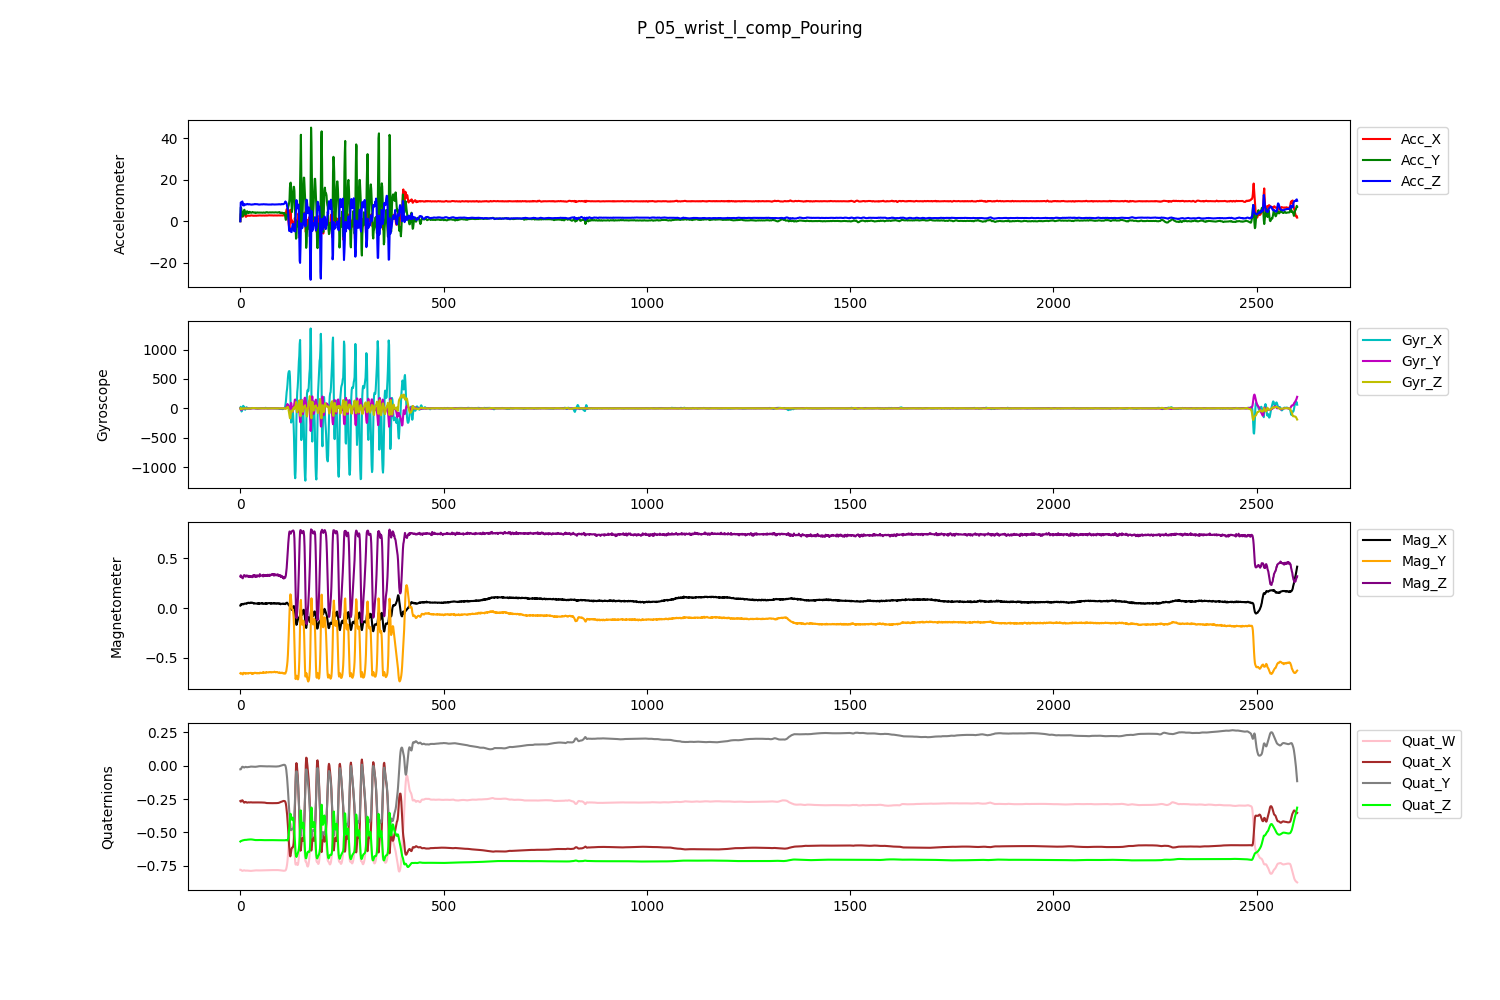 P_05_wrist_l_comp_Pouring
Accelerometer
40
20
0
−20
0 500 1000 1500 2000 2500
Acc_X
Acc_Y
Acc_Z
Gyroscope
1000
500
0
−500
−1000
0 500 1000 1500 2000 2500
Gyr_X
Gyr_Y
Gyr_Z
Magnetometer
0.5
0.0
−0.5
0 500 1000 1500 2000 2500
Mag_X
Mag_Y
Mag_Z
Quaternions
0.25
0.00
−0.25
−0.50
−0.75
0 500 1000 1500 2000 2500
Quat_W
Quat_X
Quat_Y
Quat_Z